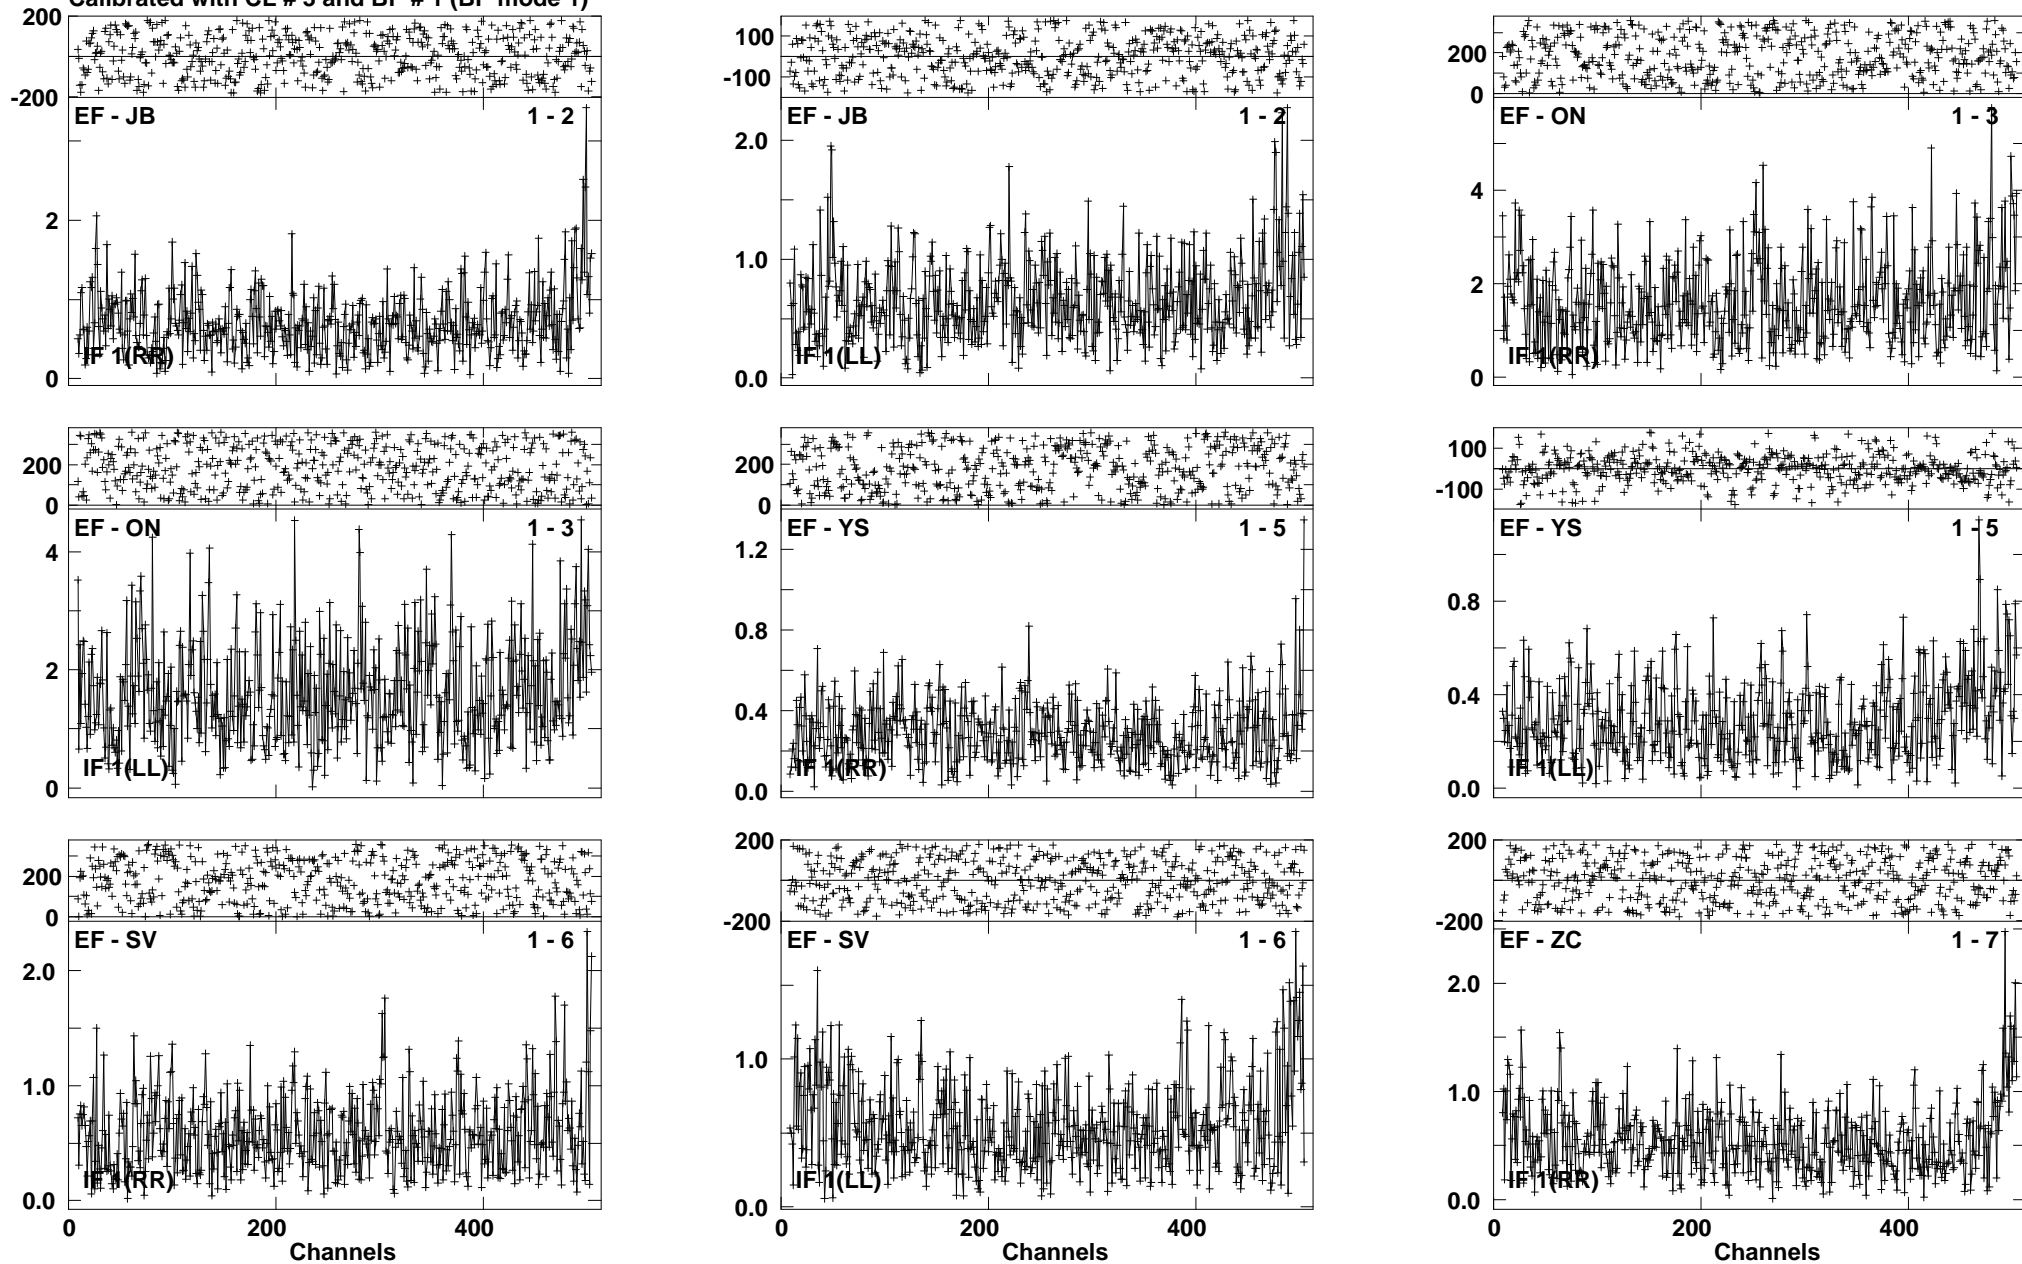 Calibrated with CL # 3 and BP # 1 (BP mode 1)
200
-200
EF - JB 1 - 2
2
0
IF 1(RR)
100
-100
EF - JB 1 - 2
2.0
1.0
0.0
IF 1(LL)
200
0
EF - ON 1 - 3
4
2
0
IF 1(RR)
200
0
EF - ON 1 - 3
4
2
0
IF 1(LL)
200
0
EF - YS 1 - 5
1.2
0.8
0.4
0.0
IF 1(RR)
100
-100
EF - YS 1 - 5
0.8
0.4
0.0
IF 1(LL)
200
0
EF - SV 1 - 6
2.0
1.0
0.0
IF 1(RR)
0 200 400
Channels
200
-200
EF - SV 1 - 6
1.0
0.0
IF 1(LL)
0 200 400
Channels
200
-200
EF - ZC 1 - 7
2.0
1.0
0.0
IF 1(RR)
0 200 400
Channels